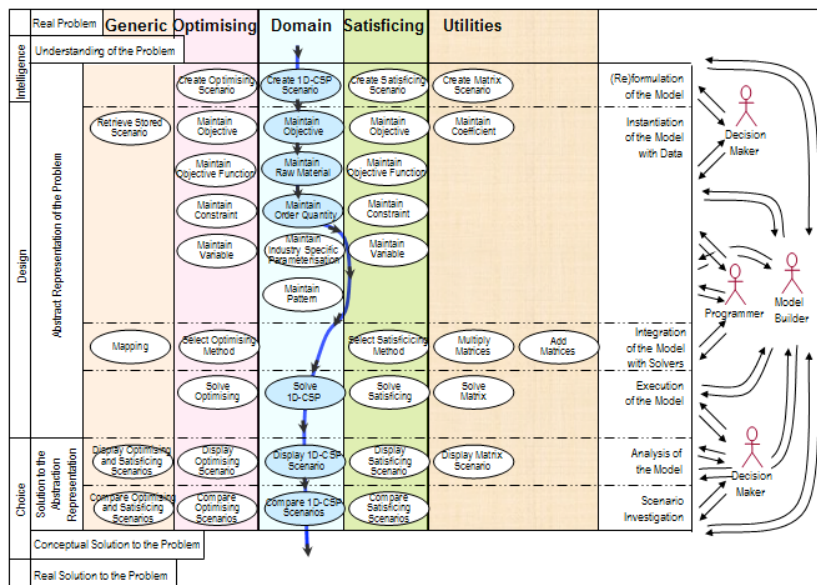 Real Problem
Generic
Optimising
Domain
Satisficing
Utilities
Understanding of the Problem
Intelligence
Design
Choice
Abstract Representation of the Problem
Solution to the
Abstraction
Representation
Create Optimising
Scenario
Create 1D-CSP
Scenario
Create Satisficing
Scenario
Create Matrix
Scenario
(Re)formulation
of the Model
Retrieve Stored
Scenario
Maintain
Objective
Maintain
Objective
Maintain
Objective
Maintain
Coefficient
Instantiation
of the Model
with Data
Decision
Maker
Maintain
Objective Function
Maintain
Raw Material
Maintain
Objective Function
Maintain
Constraint
Maintain
Order Quantity
Maintain
Constraint
Maintain
Variable
Maintain
Industry Specific
Parameterisation
Maintain
Variable
Maintain
Pattern
Programmer
Model
Builder
Mapping
Select Optimising
Method
Select Satisficicing
Method
Multiply
Matrices
Add
Matrices
Integration
of the Model
with Solvers
Solve
Optimising
Solve
1D-CSP
Solve
Satisficing
Solve
Matrix
Execution
of the Model
Display Optimising
and Satisficing
Scenarios
Display
Optimising
Scenario
Display 1D-CSP
Scenario
Display
Satisficing
Scenario
Display Matrix
Scenario
Analysis of
the Model
Decision
Maker
Compare Optimising
and Satisficing
Scenarios
Compare
Optimising
Scenarios
Compare 1D-CSP
Scenarios
Compare
Satisficing
Scenarios
Scenario
Investigation
Conceptual Solution to the Problem
Real Solution to the Problem